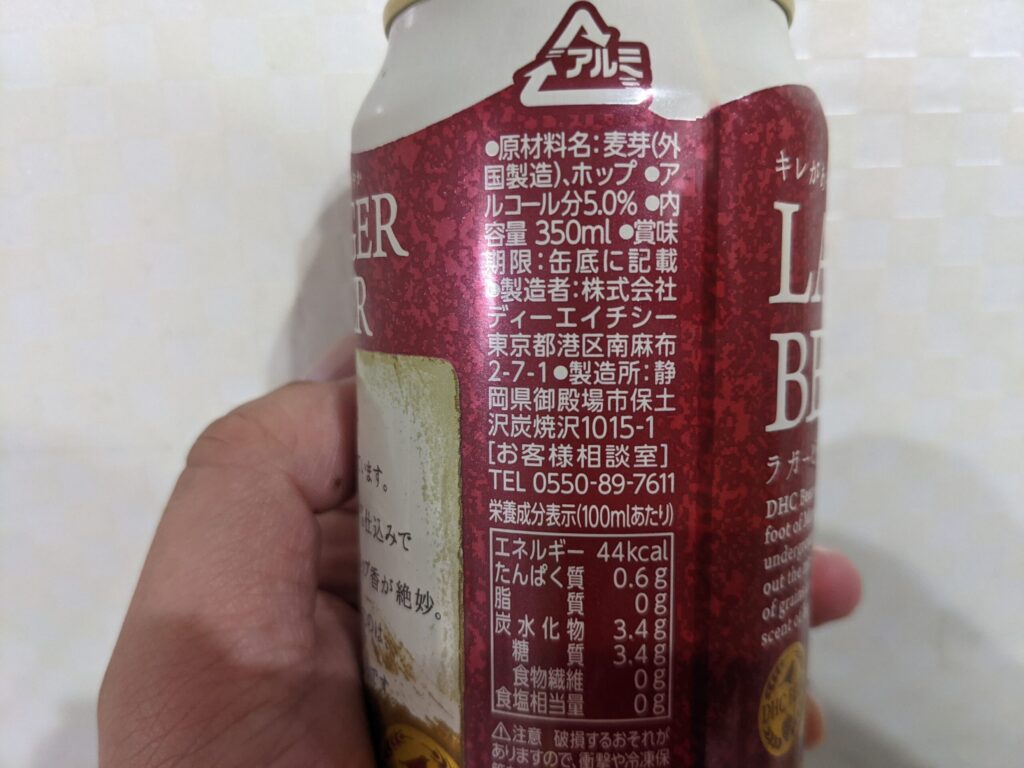 アルミ
●原材料名:麦芽(外
国製造)、ホップ ●ア
ルコール分5.0% ●内
容量 350ml ●賞味
期限:缶底に記載
●製造者:株式会社
ディーエイチシー
東京都港区南麻布
2-7-1●製造所:静
岡県御殿場市保土
沢炭焼沢1015-1
[お客様相談室]
TEL 0550-89-7611
栄養成分表示(100mlあたり)
エネルギー 44kcal
たんぱく質 0.6g
脂質 0g
炭水化物 3.4g
糖質 3.4g
食物繊維 0g
食塩相当量 0g
⚠注意 破損するおそれが
ありますので、衝撃や冷凍保
GER
ます。
仕込みで
香が絶妙。
キレが
LA
BE
ラガー
DHC
foot of
out the
scent
DHC